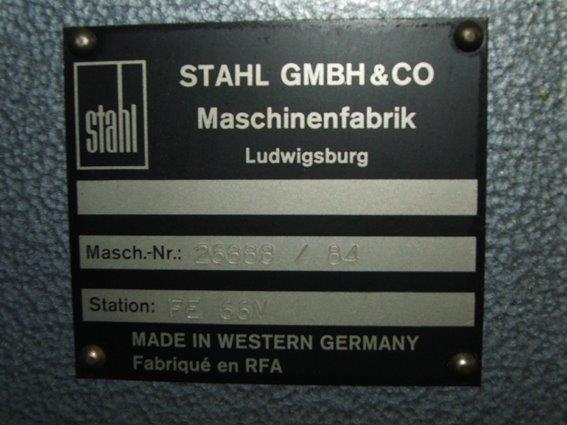 stahl
STAHL GMBH & CO
Maschinenfabrik
Ludwigsburg
Masch.-Nr.: 26688 / 84
Station: FE 66V
MADE IN WESTERN GERMANY
Fabriqué en RFA